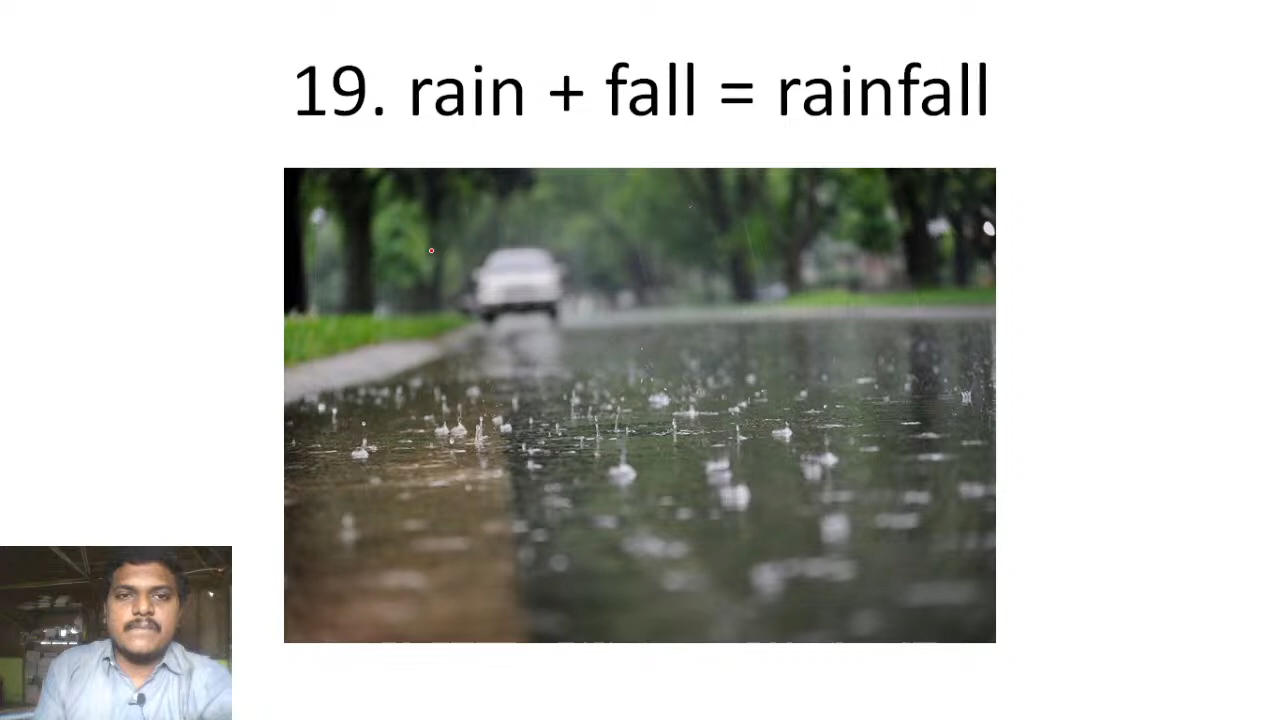 19. rain + fall = rainfall